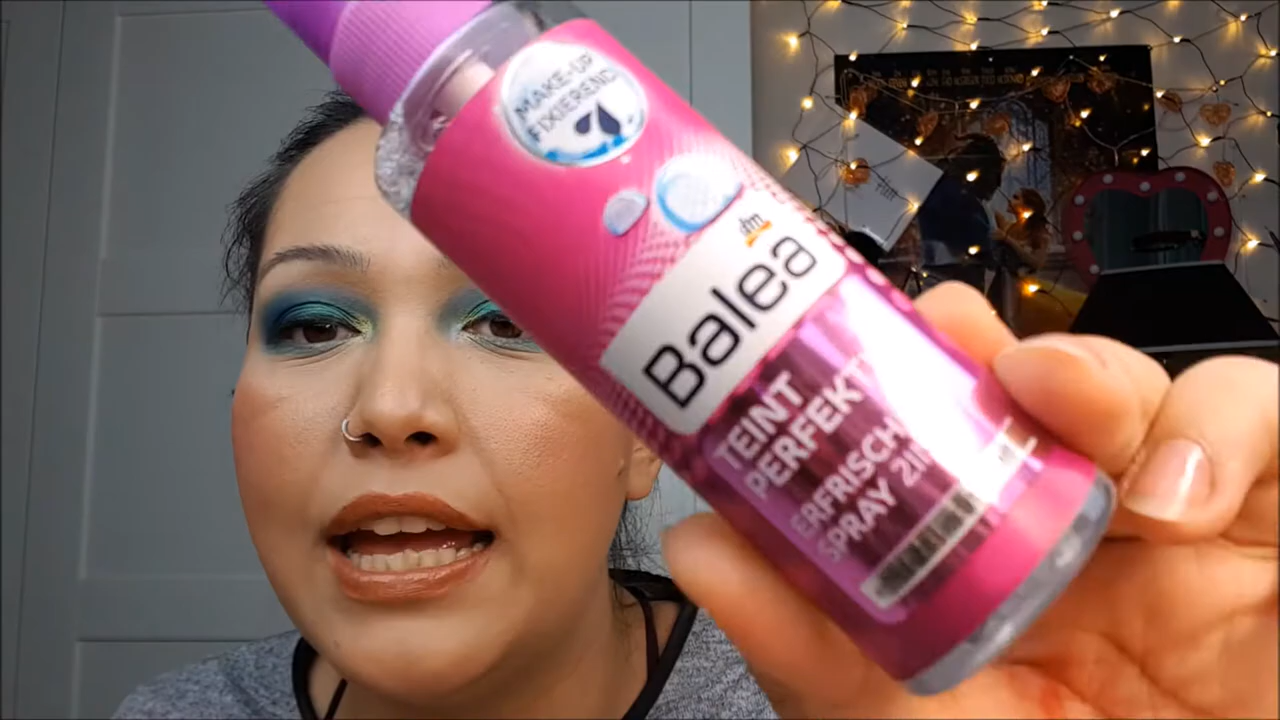 MAKE-UP
FIXIEREND
dm
Balea
TEINT
PERFEKT
ERFRISCH
SPRAY 2IN